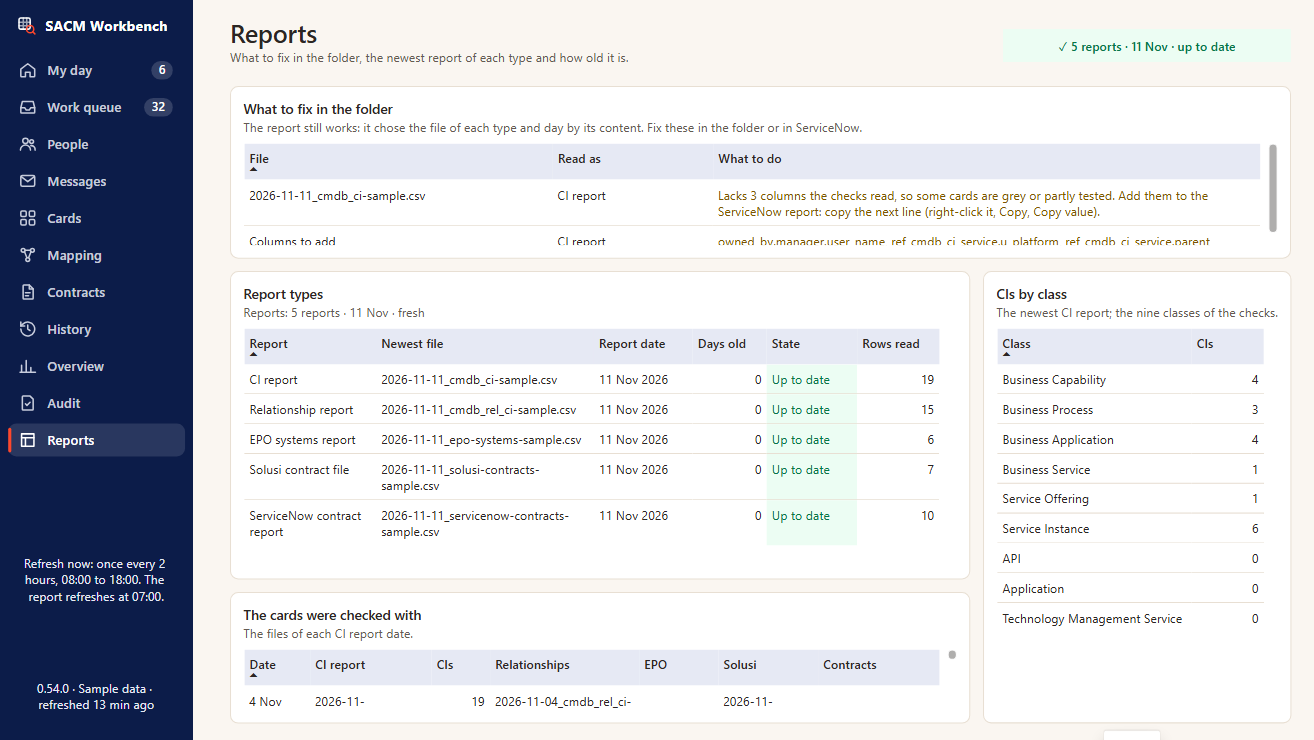 SACM Workbench
My day 6
Work queue 32
People
Messages
Cards
Mapping
Contracts
History
Overview
Audit
Reports
Refresh now: once every 2
hours, 08:00 to 18:00. The
report refreshes at 07:00.
0.54.0 · Sample data ·
refreshed 13 min ago
Reports
What to fix in the folder, the newest report of each type and how old it is.
✓ 5 reports · 11 Nov · up to date
What to fix in the folder
The report still works: it chose the file of each type and day by its content. Fix these in the folder or in ServiceNow.
File Read as What to do
2026-11-11_cmdb_ci-sample.csv CI report Lacks 3 columns the checks read, so some cards are grey or partly tested. Add them to the
ServiceNow report: copy the next line (right-click it, Copy, Copy value).
Columns to add CI report owned_by.manager.user_name ref_cmdb_ci_service.u_platform ref_cmdb_ci_service.parent
Report types
Reports: 5 reports · 11 Nov · fresh
Report Newest file Report date Days old State Rows read
CI report 2026-11-11_cmdb_ci-sample.csv 11 Nov 2026 0 Up to date 19
Relationship report 2026-11-11_cmdb_rel_ci-sample.csv 11 Nov 2026 0 Up to date 15
EPO systems report 2026-11-11_epo-systems-sample.csv 11 Nov 2026 0 Up to date 6
Solusi contract file 2026-11-11_solusi-contracts- 11 Nov 2026 0 Up to date 7
sample.csv
ServiceNow contract 2026-11-11_servicenow-contracts- 11 Nov 2026 0 Up to date 10
report sample.csv
CIs by class
The newest CI report; the nine classes of the checks.
Class CIs
Business Capability 4
Business Process 3
Business Application 4
Business Service 1
Service Offering 1
Service Instance 6
API 0
Application 0
Technology Management Service 0
The cards were checked with
The files of each CI report date.
Date CI report CIs Relationships EPO Solusi Contracts
4 Nov 2026-11- 19 2026-11-04_cmdb_rel_ci- 2026-11-